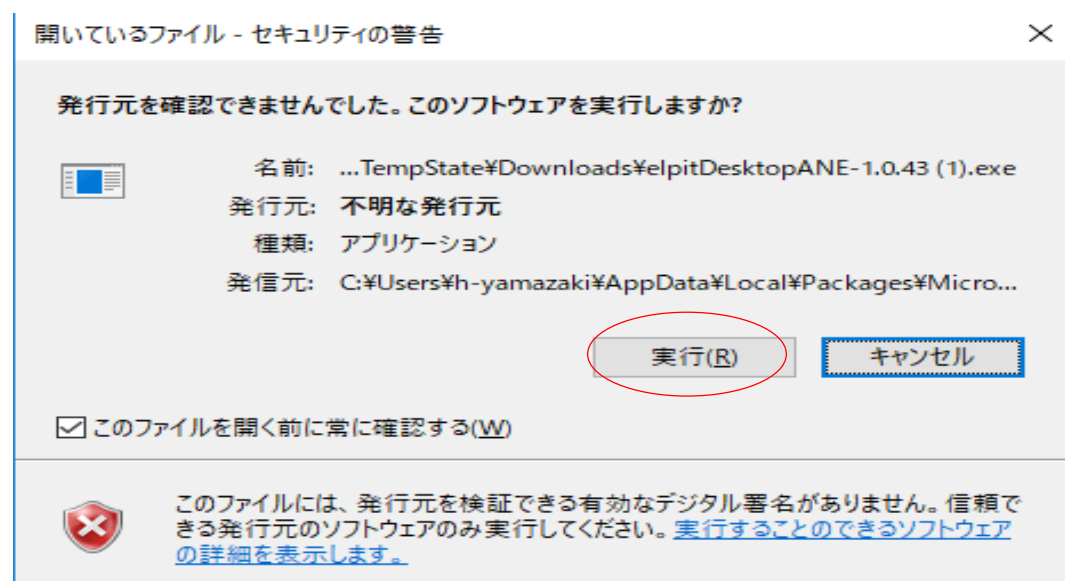 開いているファイル - セキュリティの警告
発行元を確認できませんでした。このソフトウェアを実行しますか?
名前: ...TempState¥Downloads¥elpitDesktopANE-1.0.43 (1).exe
発行元: 不明な発行元
種類: アプリケーション
発信元: C:¥Users¥h-yamazaki¥AppData¥Local¥Packages¥Micro...
実行(R) キャンセル
このファイルを開く前に常に確認する(W)
このファイルには、発行元を検証できる有効なデジタル署名がありません。信頼で
きる発行元のソフトウェアのみ実行してください。実行することのできるソフトウェア
の詳細を表示します。